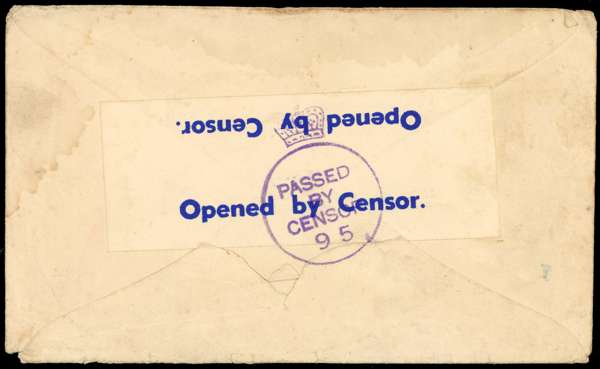 Opened by Censor.
PASSED
BY
CENSOR
95
Opened by Censor.